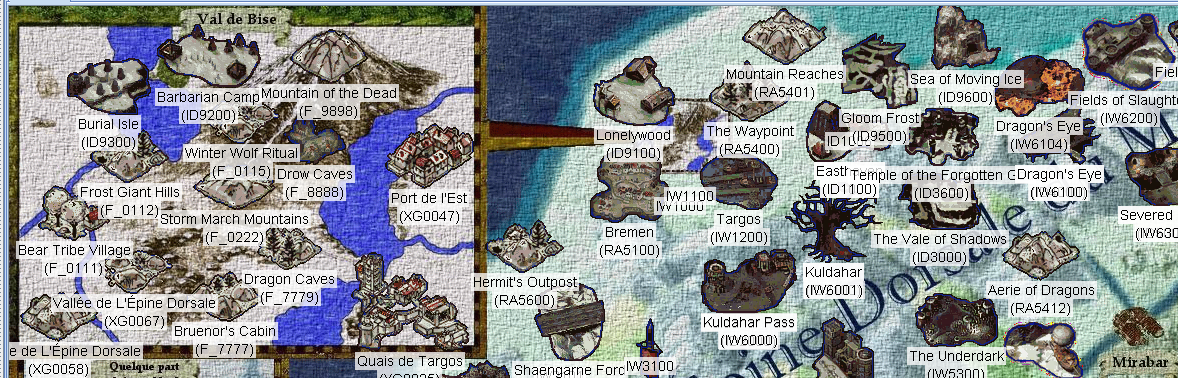 Val de Bise
Barbarian Camp
(ID9200)
Mountain of the Dead
(F_9898)
Burial Isle
(ID9300)
Winter Wolf Ritual
(F_0115)
Drow Caves
(F_8888)
Frost Giant Hills
(F_0112)
Storm March Mountains
(F_0222)
Port de l'Est
(XG0047)
Bear Tribe Village
(F_0111)
Dragon Caves
(F_7779)
Vallée de L'Épine Dorsale
(XG0067)
Bruenor's Cabin
(F_7777)
e de L'Épine Dorsale
(XG0058)
Quelque part
Quais de Targos
Mountain Reaches
(RA5401)
Sea of Moving Ice
(ID9600)
Fiel
Fields of Slaught
(IW6200)
Lonelywood
(ID9100)
The Waypoint
(RA5400)
Gloom Frost
(ID9500)
Dragon's Eye
(IW6104)
Easth
(ID1100)
Temple of the Forgotten
(ID3600)
Dragon's Eye
(IW6100)
IW1100
Bremen
(RA5100)
Targos
(IW1200)
Severed
(IW630
The Vale of Shadows
(ID3000)
Kuldahar
(IW6001)
Hermit's Outpost
(RA5600)
Aerie of Dragons
(RA5412)
Kuldahar Pass
(IW6000)
The Underdark
(IW5300)
Shaengarne
IW3100
Mirabar